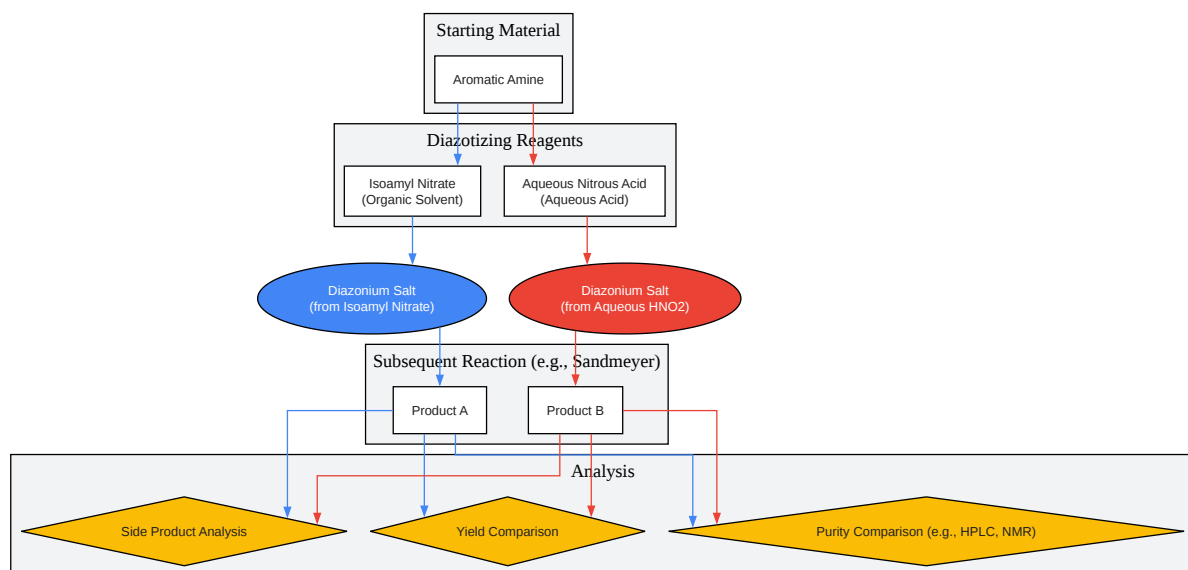 Starting Material
Aromatic Amine
Diazotizing Reagents
Isoamyl Nitrate
(Organic Solvent)
Aqueous Nitrous Acid
(Aqueous Acid)
Diazonium Salt
(from Isoamyl Nitrate)
Diazonium Salt
(from Aqueous HNO2)
Subsequent Reaction (e.g., Sandmeyer)
Product A
Product B
Analysis
Side Product Analysis
Yield Comparison
Purity Comparison (e.g., HPLC, NMR)